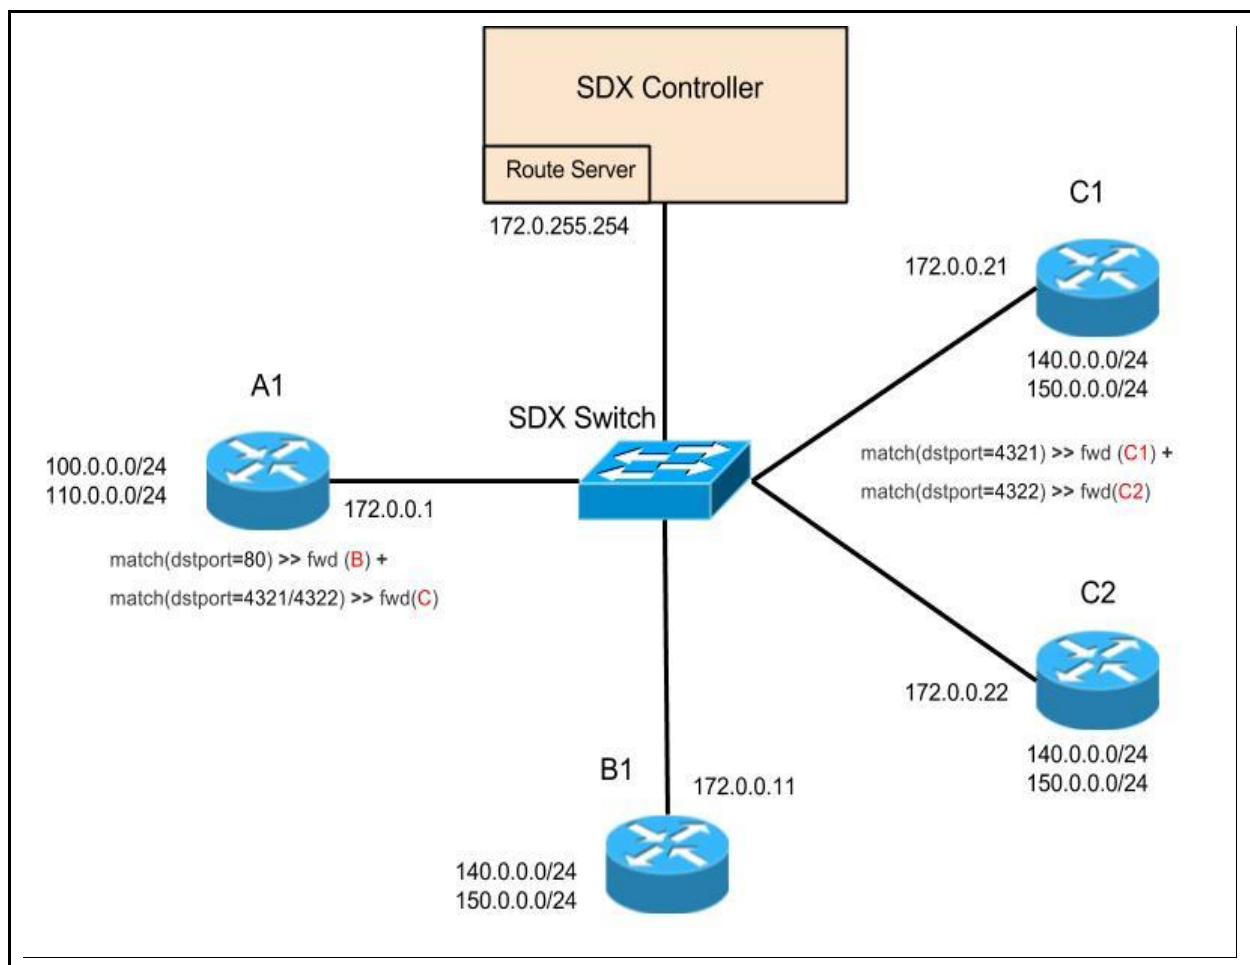 SDX Controller
Route Server
172.0.255.254
C1
172.0.0.21
140.0.0.0/24
150.0.0.0/24
A1
SDX Switch
100.0.0.0/24
110.0.0.0/24
172.0.0.1
match(dstport=80) >> fwd (B) +
match(dstport=4321/4322) >> fwd(C)
match(dstport=4321) >> fwd (C1) +
match(dstport=4322) >> fwd(C2)
C2
172.0.0.22
140.0.0.0/24
150.0.0.0/24
B1
172.0.0.11
140.0.0.0/24
150.0.0.0/24